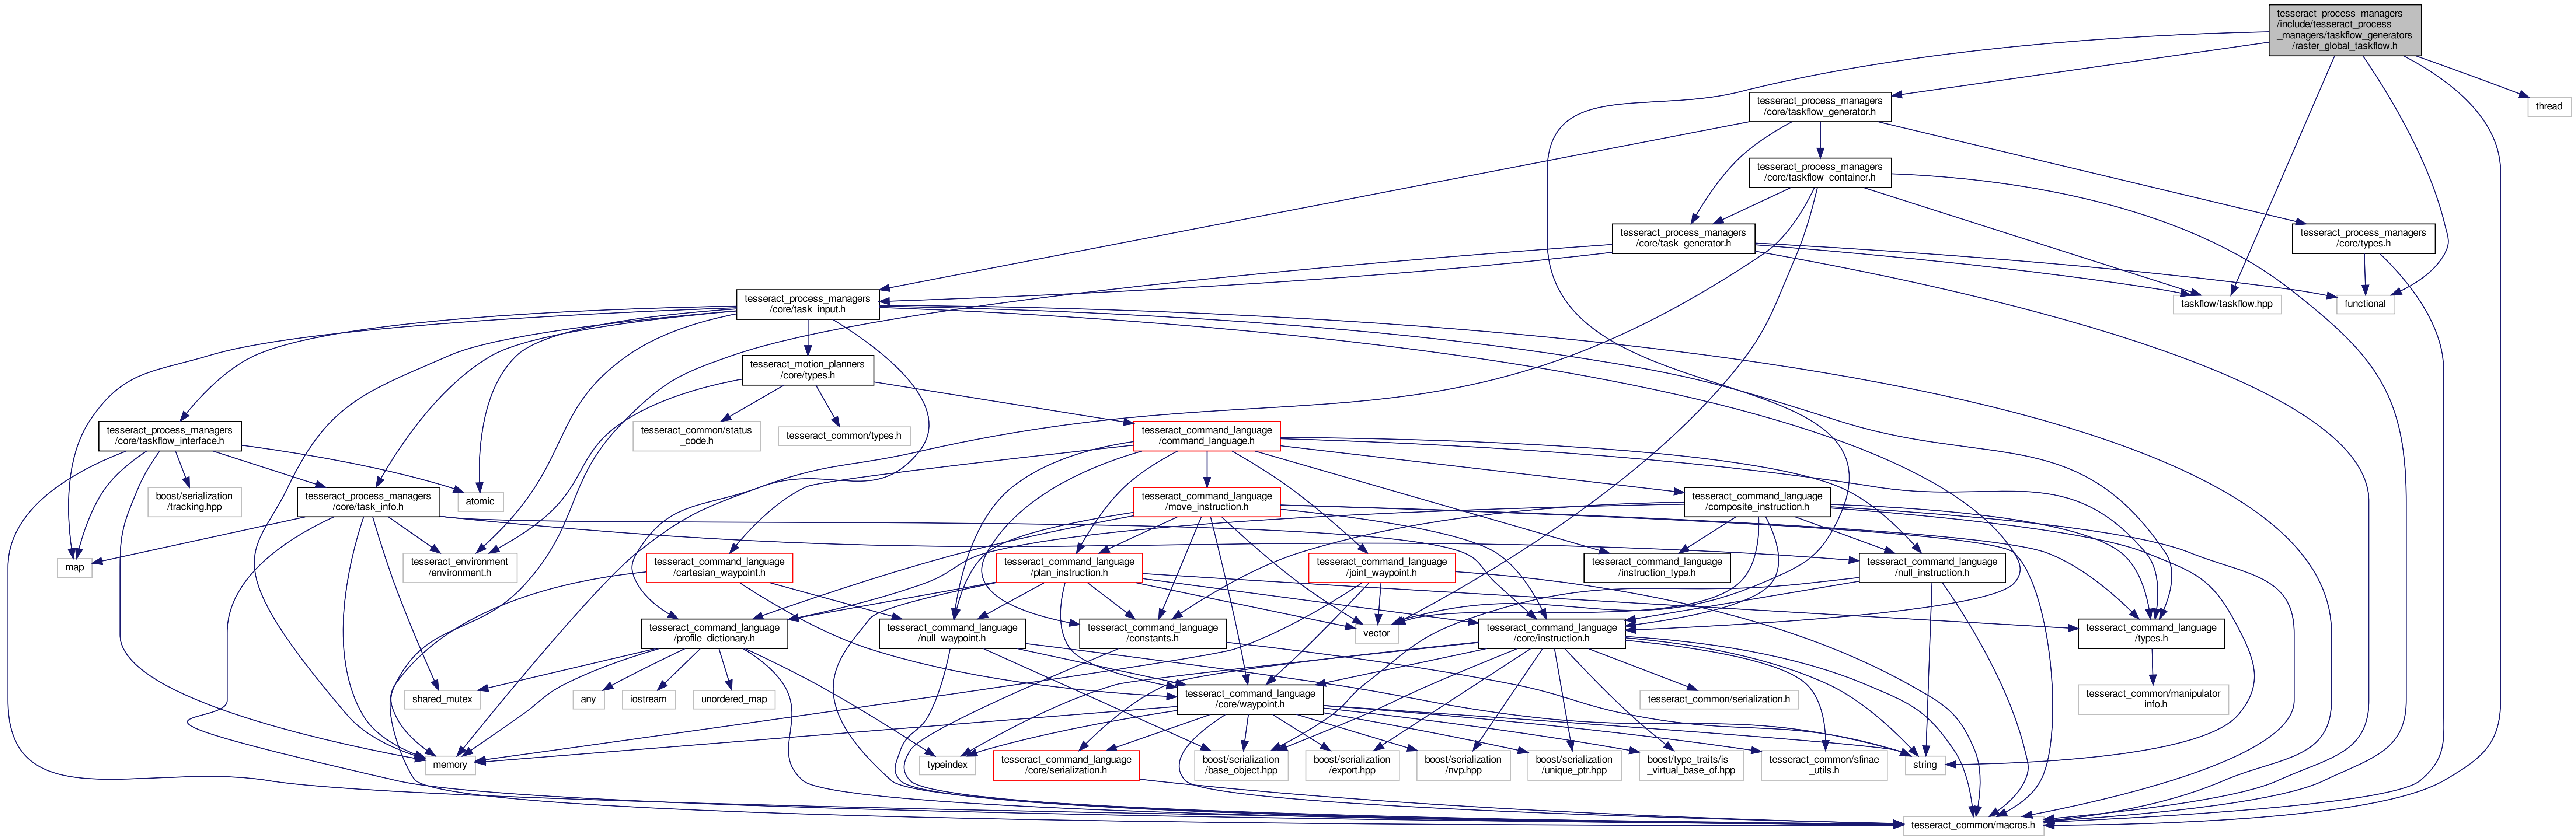 tesseract_process_managers
/include/tesseract_process
_managers/taskflow_generators
/raster_global_taskflow.h
tesseract_process_managers
/core/taskflow_generator.h
thread
tesseract_process_managers
/core/taskflow_container.h
tesseract_process_managers
/core/task_generator.h
tesseract_process_managers
/core/types.h
tesseract_process_managers
/core/task_input.h
taskflow/taskflow.hpp
functional
tesseract_motion_planners
/core/types.h
tesseract_process_managers
/core/taskflow_interface.h
tesseract_common/status
_code.h
tesseract_common/types.h
tesseract_command_language
/command_language.h
boost/serialization
/tracking.hpp
tesseract_process_managers
/core/task_info.h
atomic
tesseract_command_language
/move_instruction.h
tesseract_command_language
/composite_instruction.h
map
tesseract_environment
/environment.h
tesseract_command_language
/cartesian_waypoint.h
tesseract_command_language
/plan_instruction.h
tesseract_command_language
/joint_waypoint.h
tesseract_command_language
/instruction_type.h
tesseract_command_language
/null_instruction.h
tesseract_command_language
/profile_dictionary.h
tesseract_command_language
/null_waypoint.h
tesseract_command_language
/constants.h
vector
tesseract_command_language
/core/instruction.h
tesseract_command_language
/types.h
shared_mutex
any
iostream
unordered_map
tesseract_command_language
/core/waypoint.h
tesseract_common/serialization.h
tesseract_common/manipulator
_info.h
memory
typeindex
tesseract_command_language
/core/serialization.h
boost/serialization
/base_object.hpp
boost/serialization
/export.hpp
boost/serialization
/nvp.hpp
boost/serialization
/unique_ptr.hpp
boost/type_traits/is
_virtual_base_of.hpp
tesseract_common/sfinae
_utils.h
string
tesseract_common/macros.h